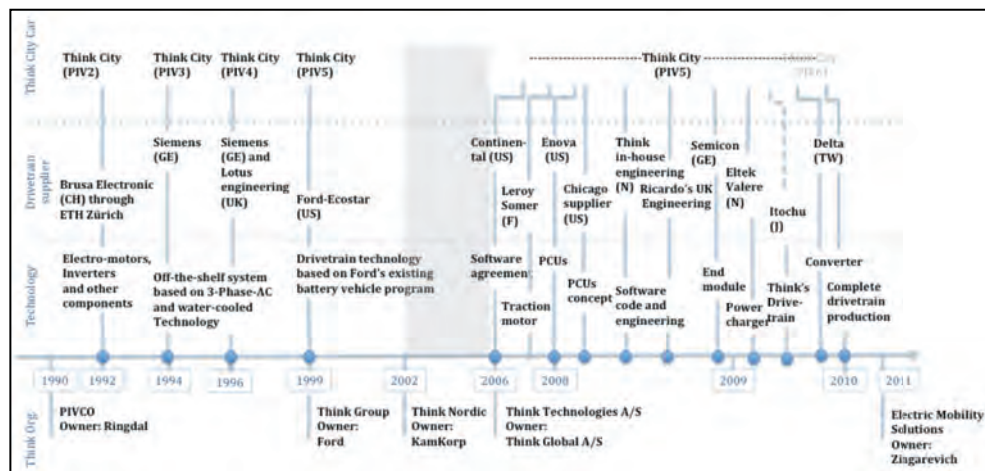 Think City Car
Think City
(PIV2)
Think City
(PIV3)
Think City
(PIV4)
Think City
(PIV5)
Think City
(PIV5)
Think City
Drivetrain
supplier
Brusa Electronic
(CH) through
ETH Zürich
Siemens
(GE)
Siemens
(GE) and
Lotus
engineering
(UK)
Ford-Ecostar
(US)
Continen-
tal (US)
Leroy
Somer
(F)
Enova
(US)
Chicago
supplier
(US)
Think
in-house
engineering
(N)
Ricardo's UK
Engineering
Semicon
(GE)
Eltek
Valere
(N)
Itochu
(J)
Delta
(TW)
Technology
Electro-motors,
Inverters
and other
components
Off-the-shelf system
based on 3-Phase-AC
and water-cooled
Technology
Drivetrain technology
based on Ford's existing
battery vehicle program
Software
agreement
Traction
motor
PCUs
PCUs
concept
Software
code and
engineering
End
module
Power
charger
Think's
Drive-
train
Converter
Complete
drivetrain
production
1990
1992
1994
1996
1999
2002
2006
2008
2009
2010
2011
Think Org.
PIVCO
Owner: Ringdal
Think Group
Owner:
Ford
Think Nordic
Owner:
KamKorp
Think Technologies A/S
Owner:
Think Global A/S
Electric Mobility
Solutions
Owner:
Ziagarevich